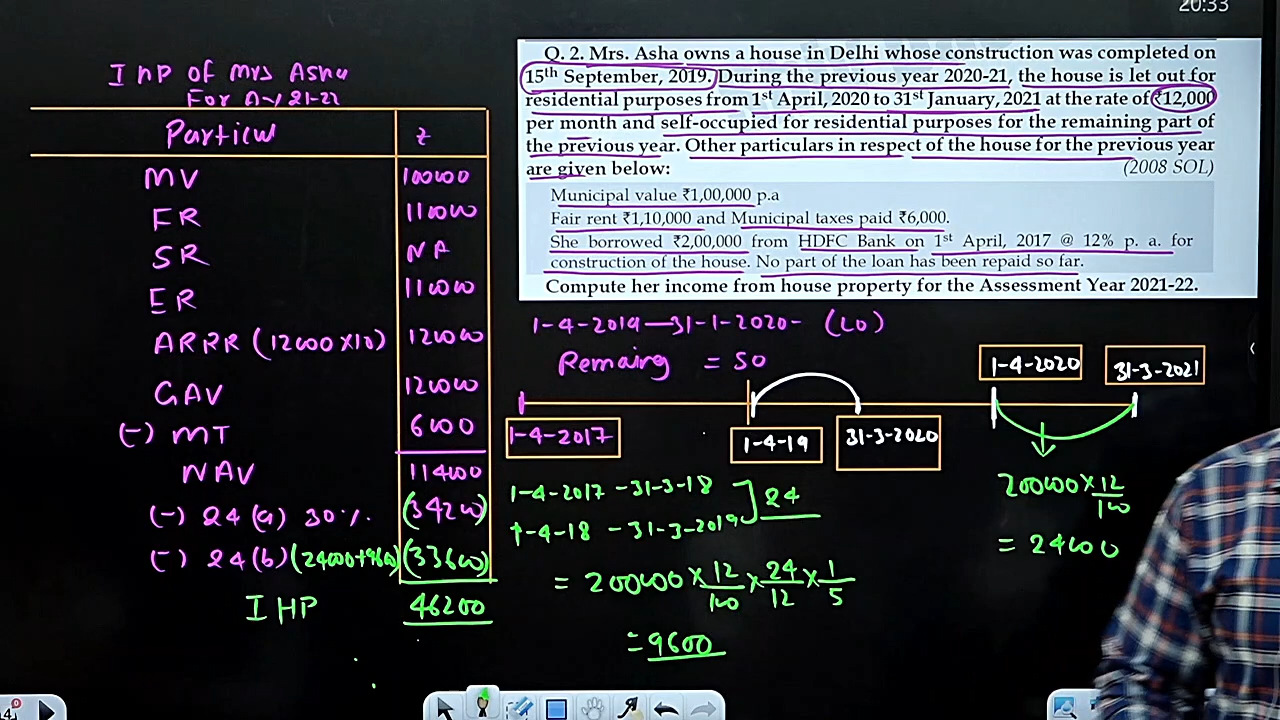 20:33
I HP of Mrs Asha
For A-Y 21-22
Particu ₹
MV 100000
FR 110000
SR NA
ER 110000
ARRR (12000 X 10) 120000
GAV 120000
(-) MT 6000
NAV 114000
(-) 24 (a) 30%. (34200)
(-) 24 (b) (24000+9600) (33600)
I HP 46200
Q. 2. Mrs. Asha owns a house in Delhi whose construction was completed on
15th September, 2019. During the previous year 2020-21, the house is let out for
residential purposes from 1st April, 2020 to 31st January, 2021 at the rate of ₹12,000
per month and self-occupied for residential purposes for the remaining part of
the previous year. Other particulars in respect of the house for the previous year
are given below: (2008 SOL)
Municipal value ₹1,00,000 p.a
Fair rent ₹1,10,000 and Municipal taxes paid ₹6,000.
She borrowed ₹2,00,000 from HDFC Bank on 1st April, 2017 @ 12% p. a. for
construction of the house. No part of the loan has been repaid so far.
Compute her income from house property for the Assessment Year 2021-22.
1-4-2019—31-1-2020- (LO)
Remaing = SO
1-4-2020 31-3-2021
1-4-2017 1-4-19 31-3-2020
1-4-2017 - 31-3-18
1-4-18 - 31-3-2019 ] 24
= 200000 × 12/100 × 24/12 × 1/5
= 9600
200000 × 12/100
= 24000